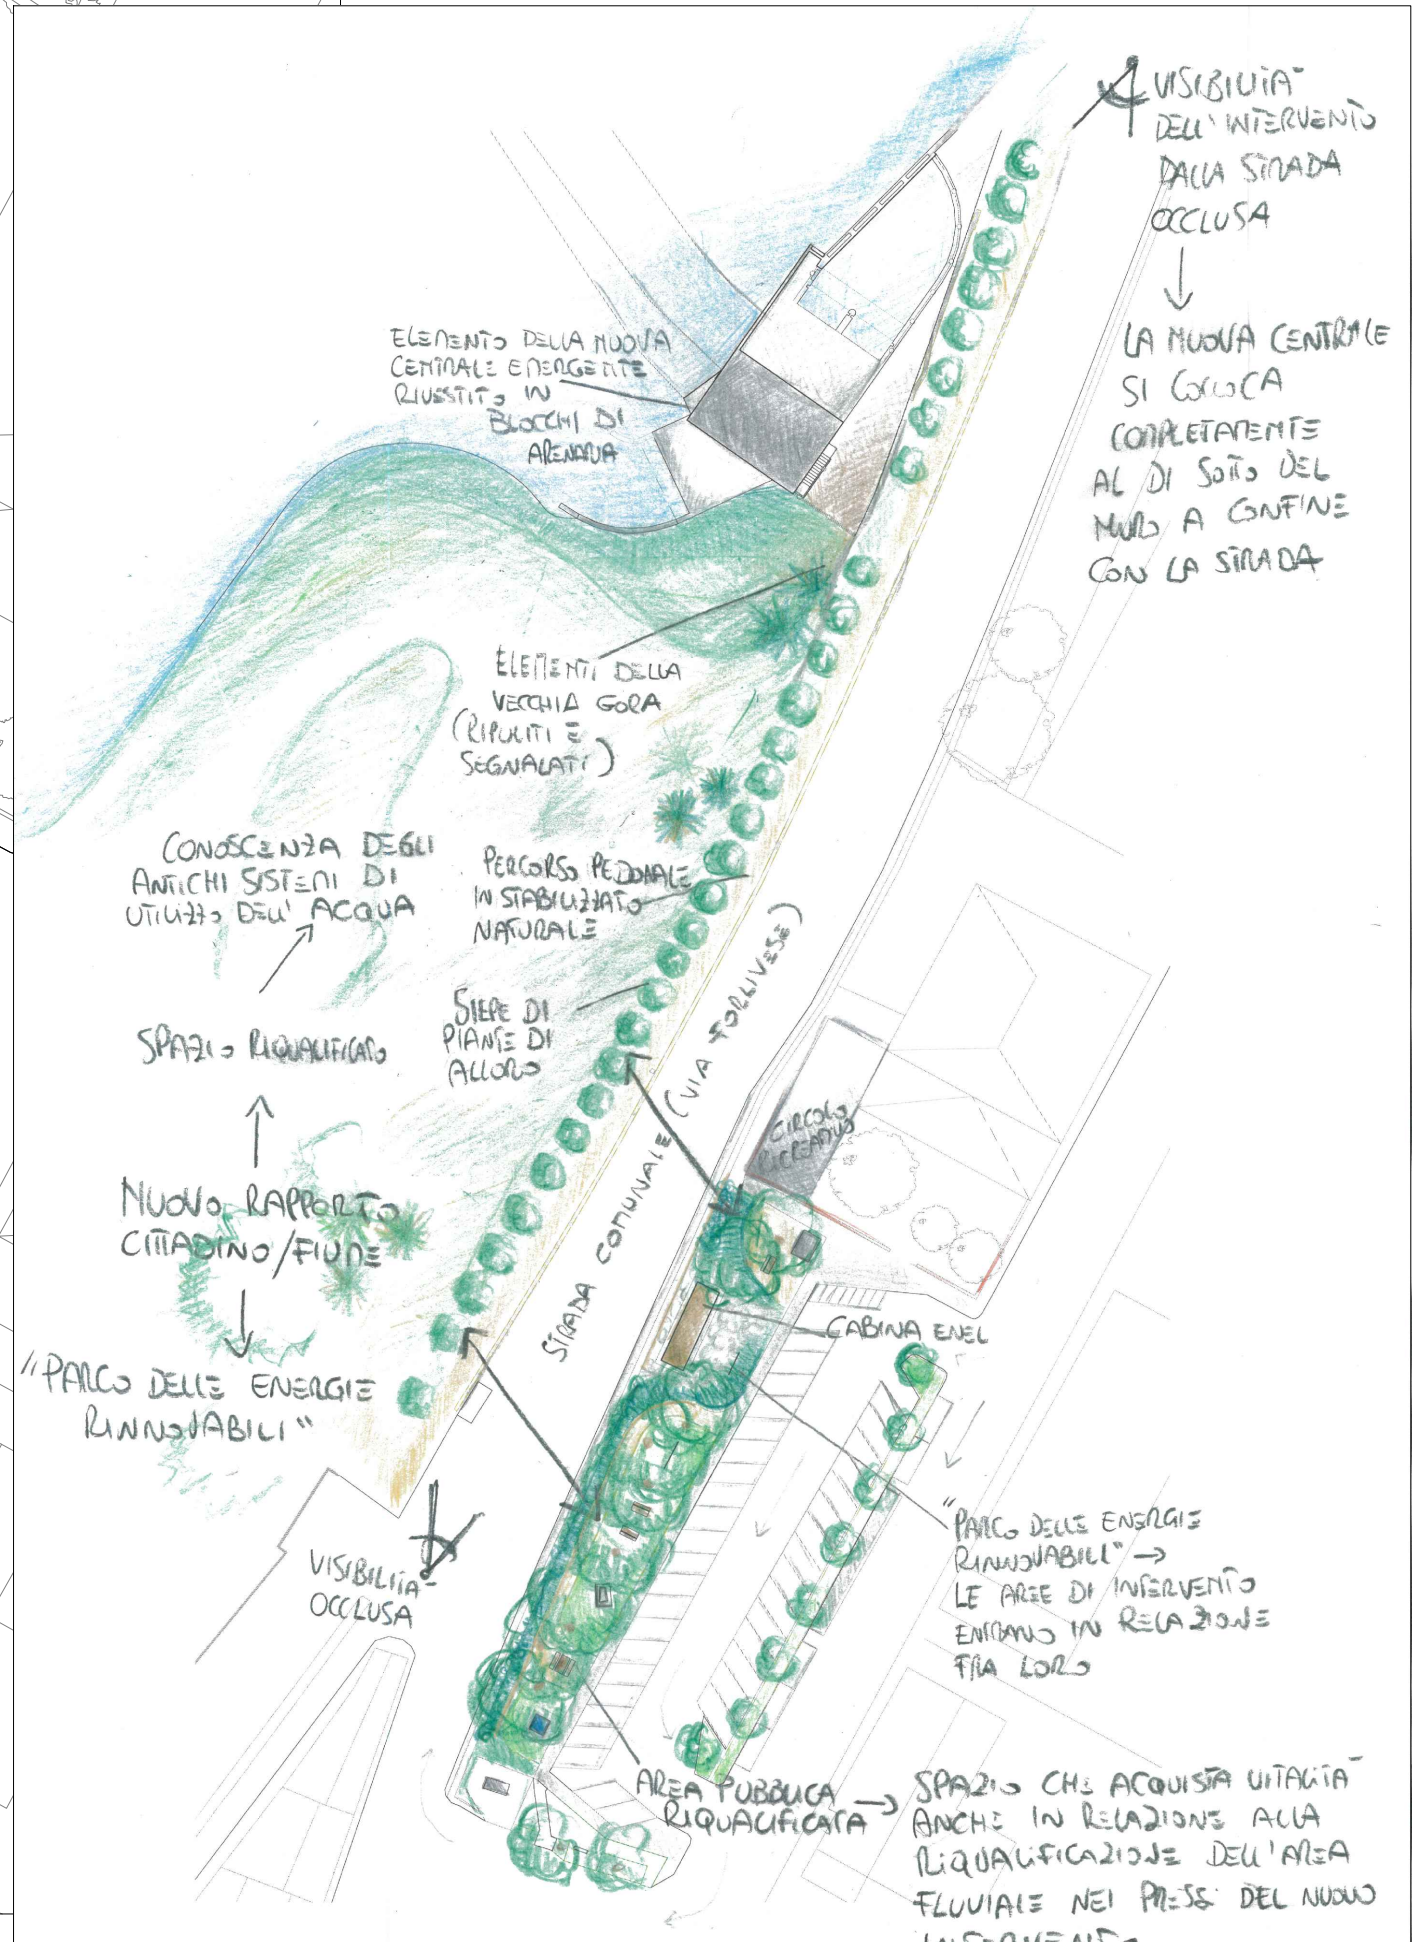 VISIBILITA'
DELL'INTERVENTO
DALLA STRADA
OCCLUSA
LA NUOVA CENTRALE
SI COLLOCA
COMPLETAMENTE
AL DI SOTTO DEL
MURO A CONFINE
CON LA STRADA
ELEMENTO DELLA NUOVA
CENTRALE EMERGENTE
RIVESTITO IN
BLOCCHI DI
ARENARIA
ELEMENTI DELLA
VECCHIA GORA
(RIPULITI E
SEGNALATI)
CONOSCENZA DEGLI
ANTICHI SISTEMI DI
UTILIZZO DELL'ACQUA
PERCORSO PEDONALE
IN STABILIZZATO
NATURALE
SIEPE DI
PIANTE DI
ALLORO
SPAZIO RIQUALIFICATO
NUOVO RAPPORTO
CITTADINO/FIUME
"PARCO DELLE ENERGIE
RINNOVABILI"
STRADA COMUNALE (VIA FORLIVESE)
CIRCOLO
RICREATIVO
CABINA ENEL
VISIBILITA'
OCCLUSA
"PARCO DELLE ENERGIE
RINNOVABILI" →
LE AREE DI INTERVENTO
ENTRANO IN RELAZIONE
FRA LORO
AREA PUBBLICA →
RIQUALIFICATA
SPAZIO CHE ACQUISTA VITALITA'
ANCHE IN RELAZIONE ALLA
RIQUALIFICAZIONE DELL'AREA
FLUVIALE NEI PRESSI DEL NUOVO
INTERVENTO